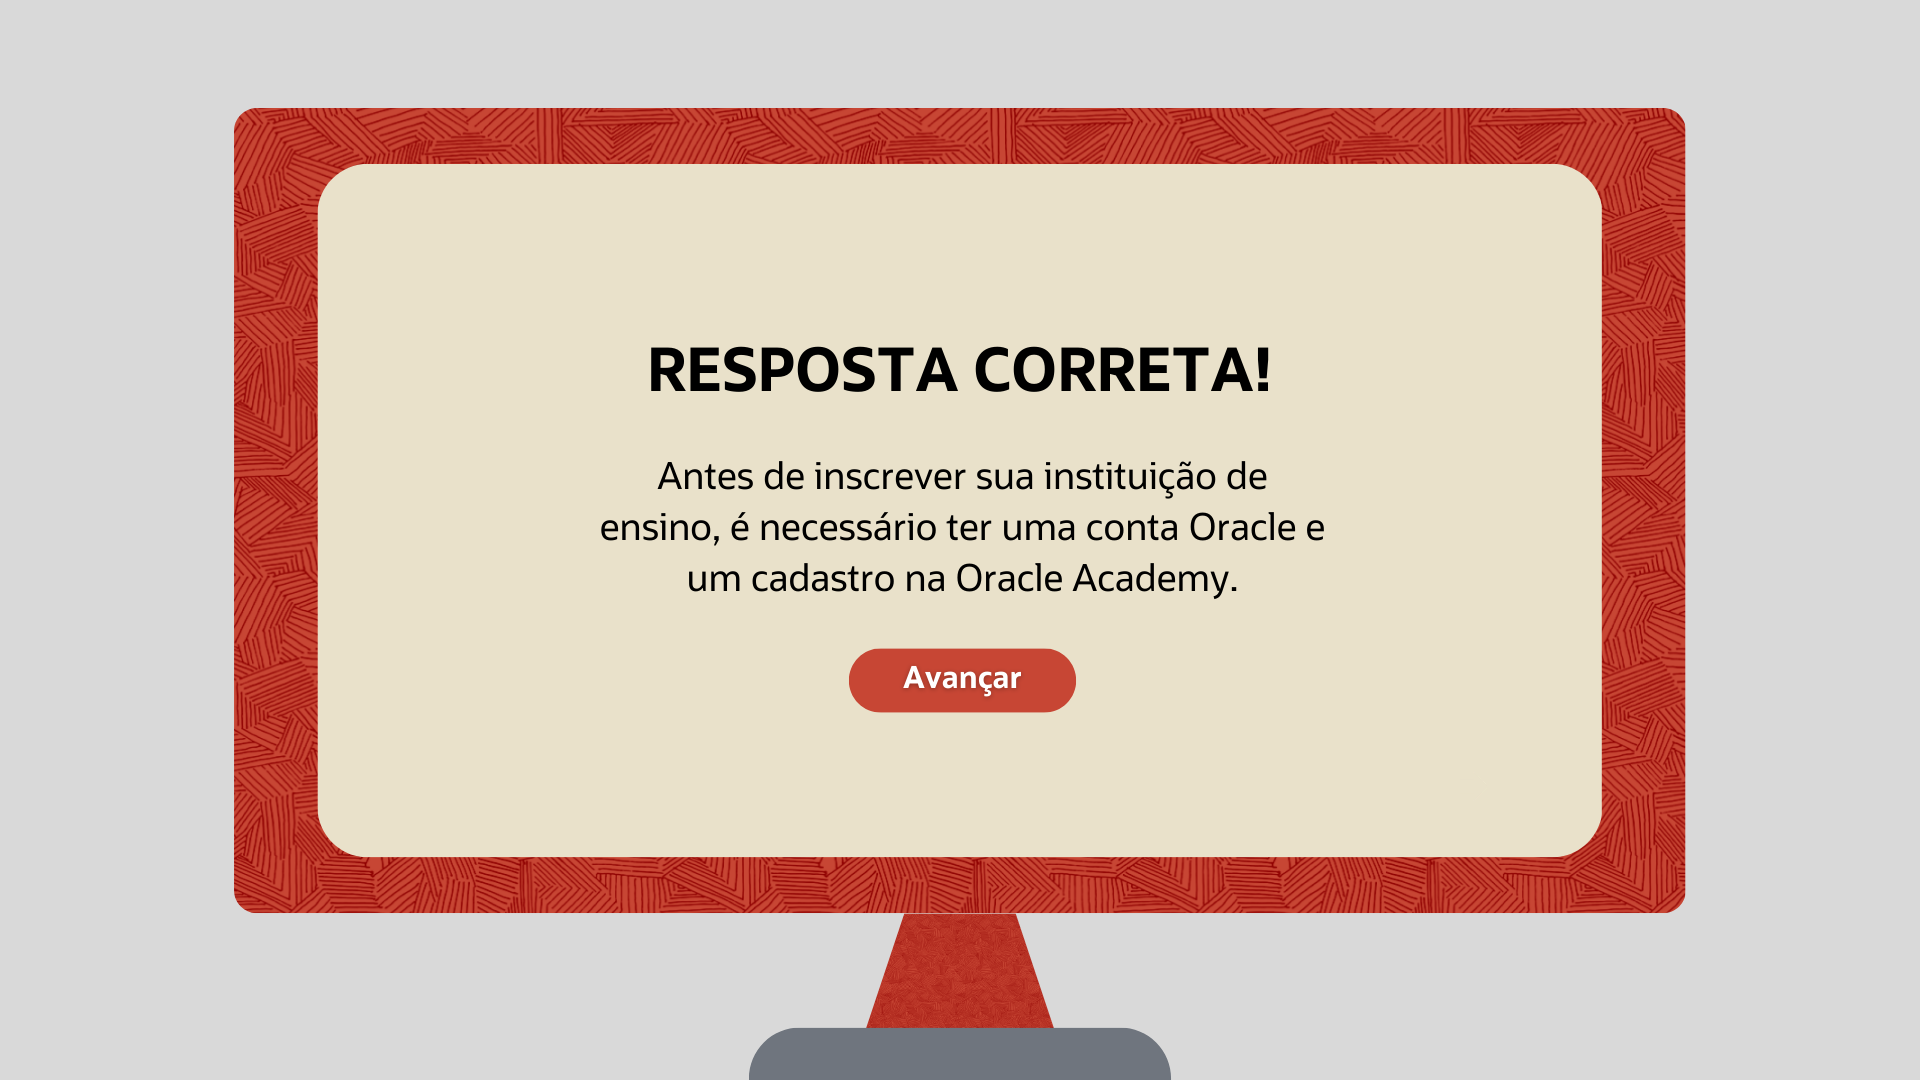 RESPOSTA CORRETA!
Antes de inscrever sua instituição de
ensino, é necessário ter uma conta Oracle e
um cadastro na Oracle Academy.
Avançar